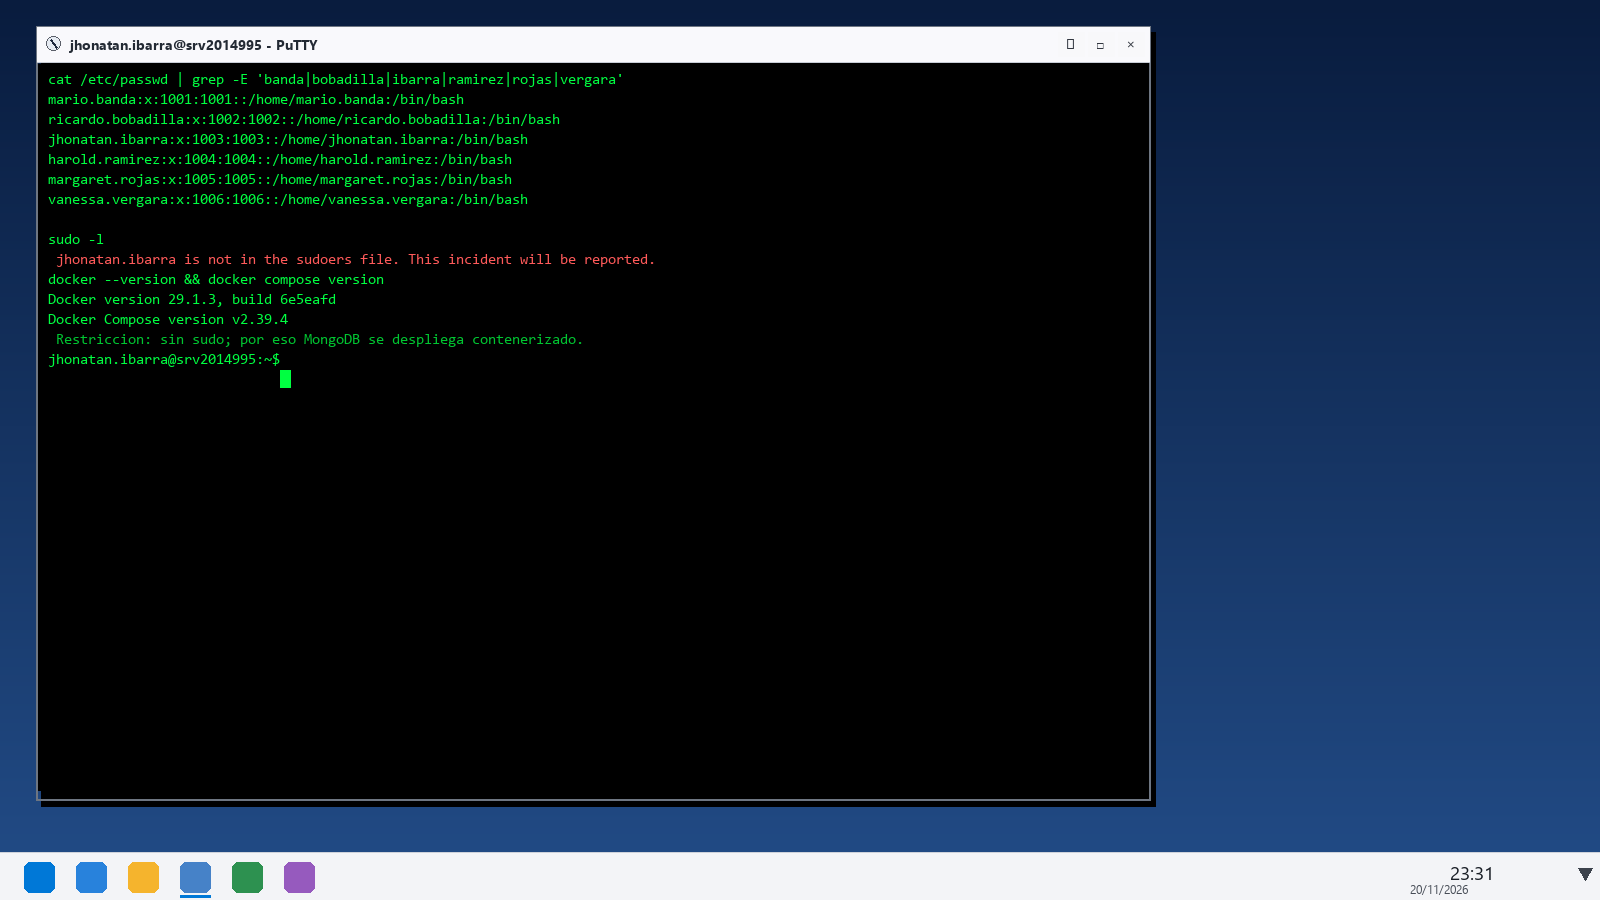 jhonatan.ibarra@srv2014995 - PuTTY
cat /etc/passwd | grep -E 'banda|bobadilla|ibarra|ramirez|rojas|vergara'
mario.banda:x:1001:1001::/home/mario.banda:/bin/bash
ricardo.bobadilla:x:1002:1002::/home/ricardo.bobadilla:/bin/bash
jhonatan.ibarra:x:1003:1003::/home/jhonatan.ibarra:/bin/bash
harold.ramirez:x:1004:1004::/home/harold.ramirez:/bin/bash
margaret.rojas:x:1005:1005::/home/margaret.rojas:/bin/bash
vanessa.vergara:x:1006:1006::/home/vanessa.vergara:/bin/bash
sudo -l
jhonatan.ibarra is not in the sudoers file. This incident will be reported.
docker --version && docker compose version
Docker version 29.1.3, build 6e5eafd
Docker Compose version v2.39.4
Restriccion: sin sudo; por eso MongoDB se despliega contenerizado.
jhonatan.ibarra@srv2014995:~$
23:31
20/11/2026